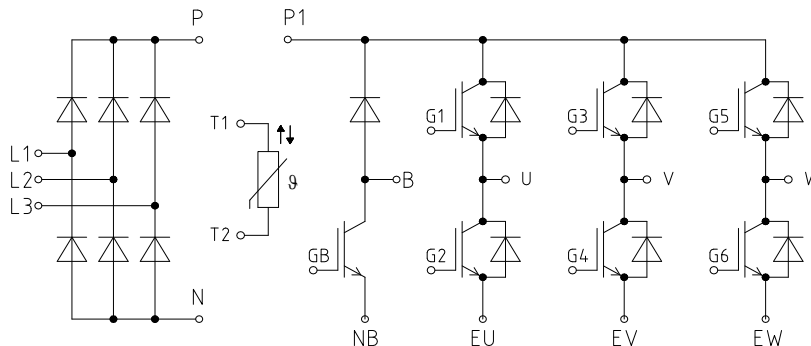 P P1
T1 G1 G3 G5
L1
L2 ϑ B U V
L3
T2 GB G2 G4 G6
N
NB EU EV EW